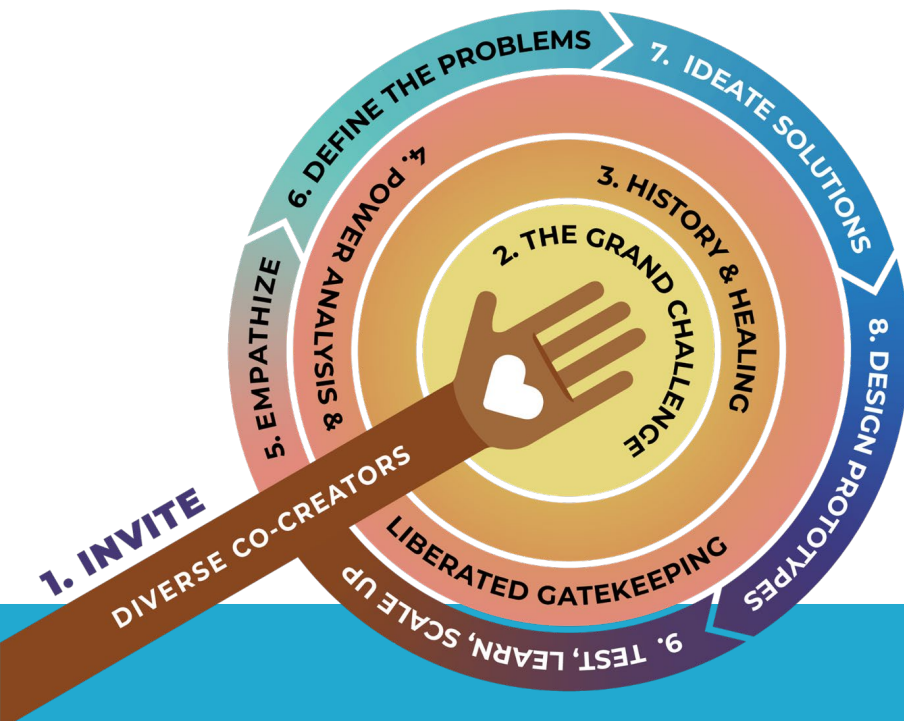 1. INVITE
DIVERSE CO-CREATORS
2. THE GRAND CHALLENGE
3. HISTORY & HEALING
4. POWER ANALYSIS &
LIBERATED GATEKEEPING
5. EMPATHIZE
6. DEFINE THE PROBLEMS
7. IDEATE SOLUTIONS
8. DESIGN PROTOTYPES
9. TEST, LEARN, SCALE UP